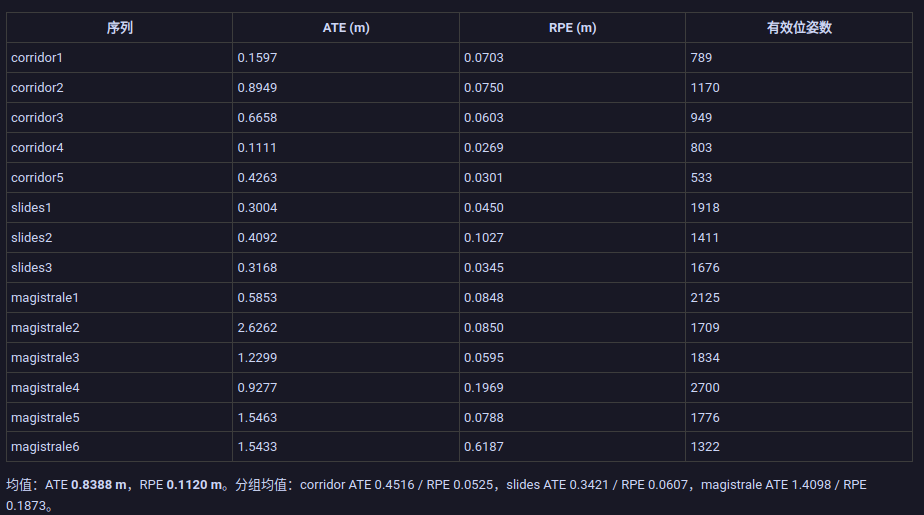 序列 ATE (m) RPE (m) 有效位姿数
corridor1 0.1597 0.0703 789
corridor2 0.8949 0.0750 1170
corridor3 0.6658 0.0603 949
corridor4 0.1111 0.0269 803
corridor5 0.4263 0.0301 533
slides1 0.3004 0.0450 1918
slides2 0.4092 0.1027 1411
slides3 0.3168 0.0345 1676
magistrale1 0.5853 0.0848 2125
magistrale2 2.6262 0.0850 1709
magistrale3 1.2299 0.0595 1834
magistrale4 0.9277 0.1969 2700
magistrale5 1.5463 0.0788 1776
magistrale6 1.5433 0.6187 1322
均值：ATE 0.8388 m，RPE 0.1120 m。分组均值：corridor ATE 0.4516 / RPE 0.0525，slides ATE 0.3421 / RPE 0.0607，magistrale ATE 1.4098 / RPE
0.1873。